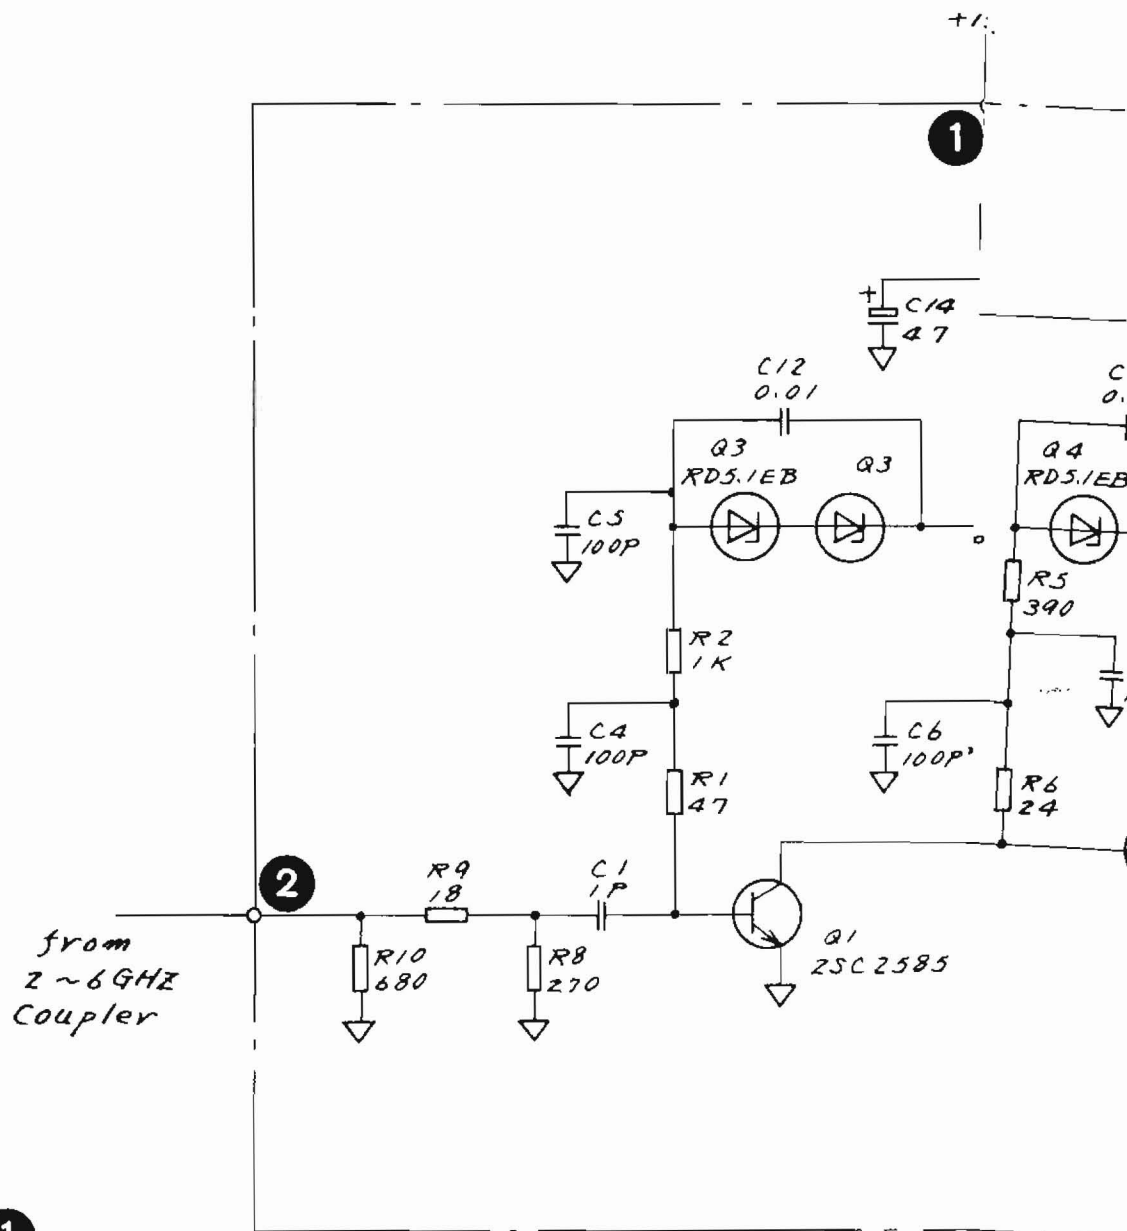 1
C14
47
C12
0.01
Q3
RD5.1EB
Q3
Q4
RD5.1EB
C5
100P
R5
390
R2
1K
C4
100P
C6
100P
R1
47
R6
24
2
R9
18
C1
1P
from
2~6GHZ
Coupler
R10
680
R8
270
Q1
2SC2585